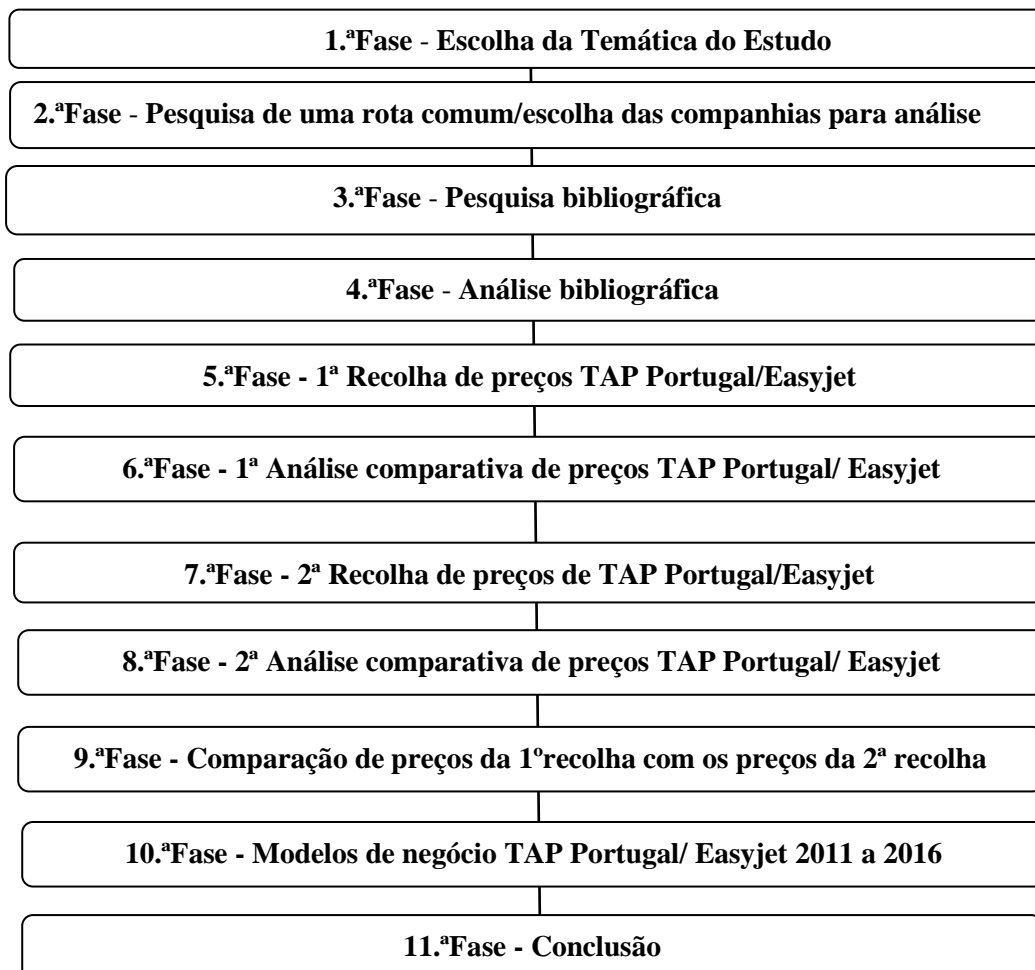 1.ªFase - Escolha da Temática do Estudo
2.ªFase - Pesquisa de uma rota comum/escolha das companhias para análise
3.ªFase - Pesquisa bibliográfica
4.ªFase - Análise bibliográfica
5.ªFase - 1ª Recolha de preços TAP Portugal/Easyjet
6.ªFase - 1ª Análise comparativa de preços TAP Portugal/ Easyjet
7.ªFase - 2ª Recolha de preços de TAP Portugal/Easyjet
8.ªFase - 2ª Análise comparativa de preços TAP Portugal/ Easyjet
9.ªFase - Comparação de preços da 1ºrecolha com os preços da 2ª recolha
10.ªFase - Modelos de negócio TAP Portugal/ Easyjet 2011 a 2016
11.ªFase - Conclusão